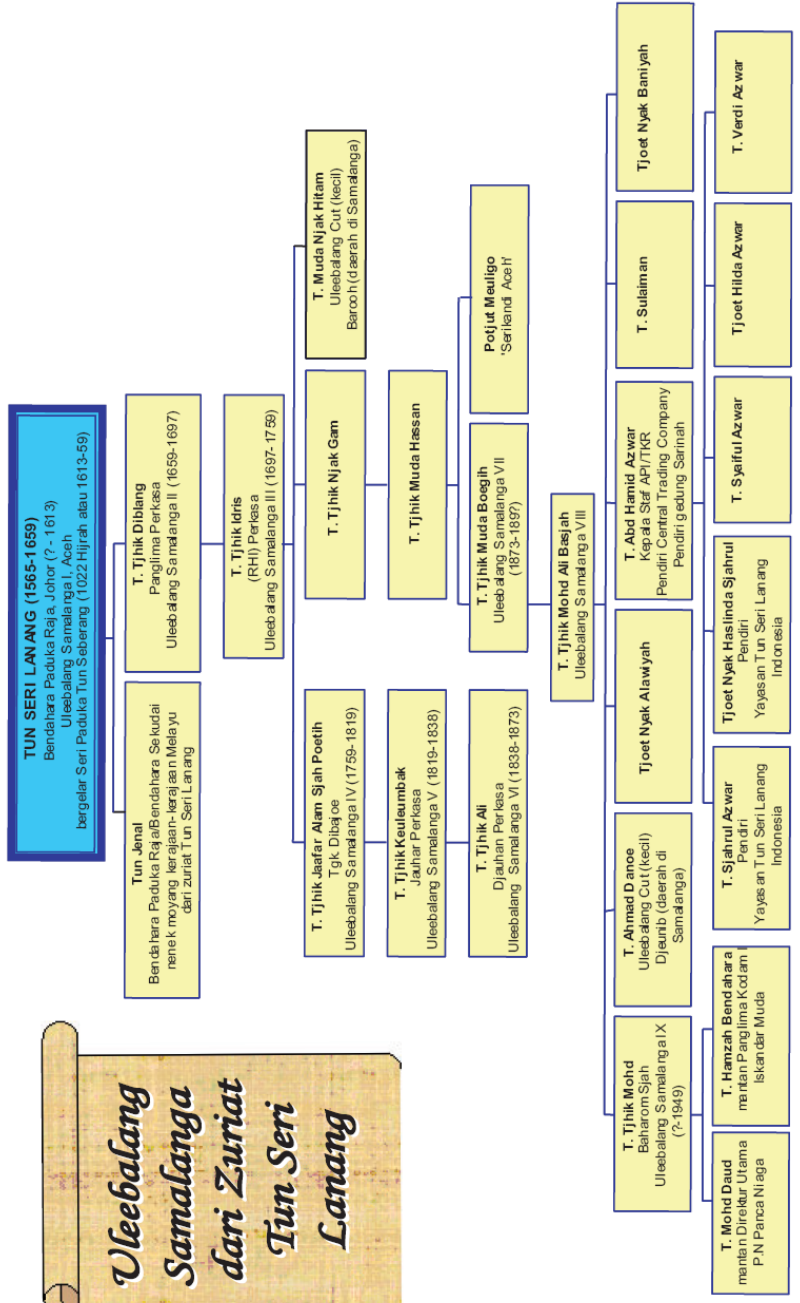 Uleebalang
Samalanga
dari Zuriat
Tun Seri
Lanang
TUN SERI LANANG (1565-1659)
Bendahara Paduka Raja, Johor (? - 1613)
Uleebalang Samalanga I, Aceh
bergelar Seri Paduka Tun Seberang (1022 Hijrah atau 1613-59)
Tun Jenal
Bendahara Paduka Raja/Bendahara Sekudai
nenek moyang kerajaan-kerajaan Melayu
dari zuriat Tun Seri Lanang
T. Tjhik Diblang
Panglima Perkasa
Uleebalang Samalanga II (1659-1697)
T. Tjhik Idris
(RHI) Perkasa
Uleebalang Samalanga III (1697-1759)
T. Tjhik Jaafar Alam Sjah Poetih
Tgk. Dibajoe
Uleebalang Samalanga IV (1759-1819)
T. Tjhik Njak Gam
T. Muda Njak Hitam
Uleebalang Cut (kecil)
Barooh (daerah di Samalanga)
T. Tjhik Keuleumbak
Jauhar Perkasa
Uleebalang Samalanga V (1819-1838)
T. Tjhik Muda Hassan
T. Tjhik Ali
Djauhan Perkasa
Uleebalang Samalanga VI (1838-1873)
T. Tjhik Muda Boegih
Uleebalang Samalanga VII
(1873-189?)
Potjut Meuligo
'Serikandi Aceh'
T. Tjhik Mohd Ali Basjah
Uleebalang Samalanga VIII
T. Tjhik Mohd
Baharom Sjah
Uleebalang Samalanga IX
(?-1949)
T. Ahmad Danoe
Uleebalang Cut (kecil)
Djeunib (daerah di
Samalanga)
Tjoet Nyak Alawiyah
T. Abd Hamid Azwar
Kepala Staf API/TKR
Pendiri Central Trading Company
Pendiri gedung Sarinah
T. Sulaiman
Tjoet Nyak Baniyah
T. Mohd Daud
mantan Direktur Utama
P.N Panca Niaga
T. Hamzah Bendahara
mantan Panglima Kodam I
Iskandar Muda
T. Sjahrul Azwar
Pendiri
Yayasan Tun Seri Lanang
Indonesia
Tjoet Nyak Haslinda Sjahrul
Pendiri
Yayasan Tun Seri Lanang
Indonesia
T. Syaiful Azwar
Tjoet Hilda Azwar
T. Verdi Azwar